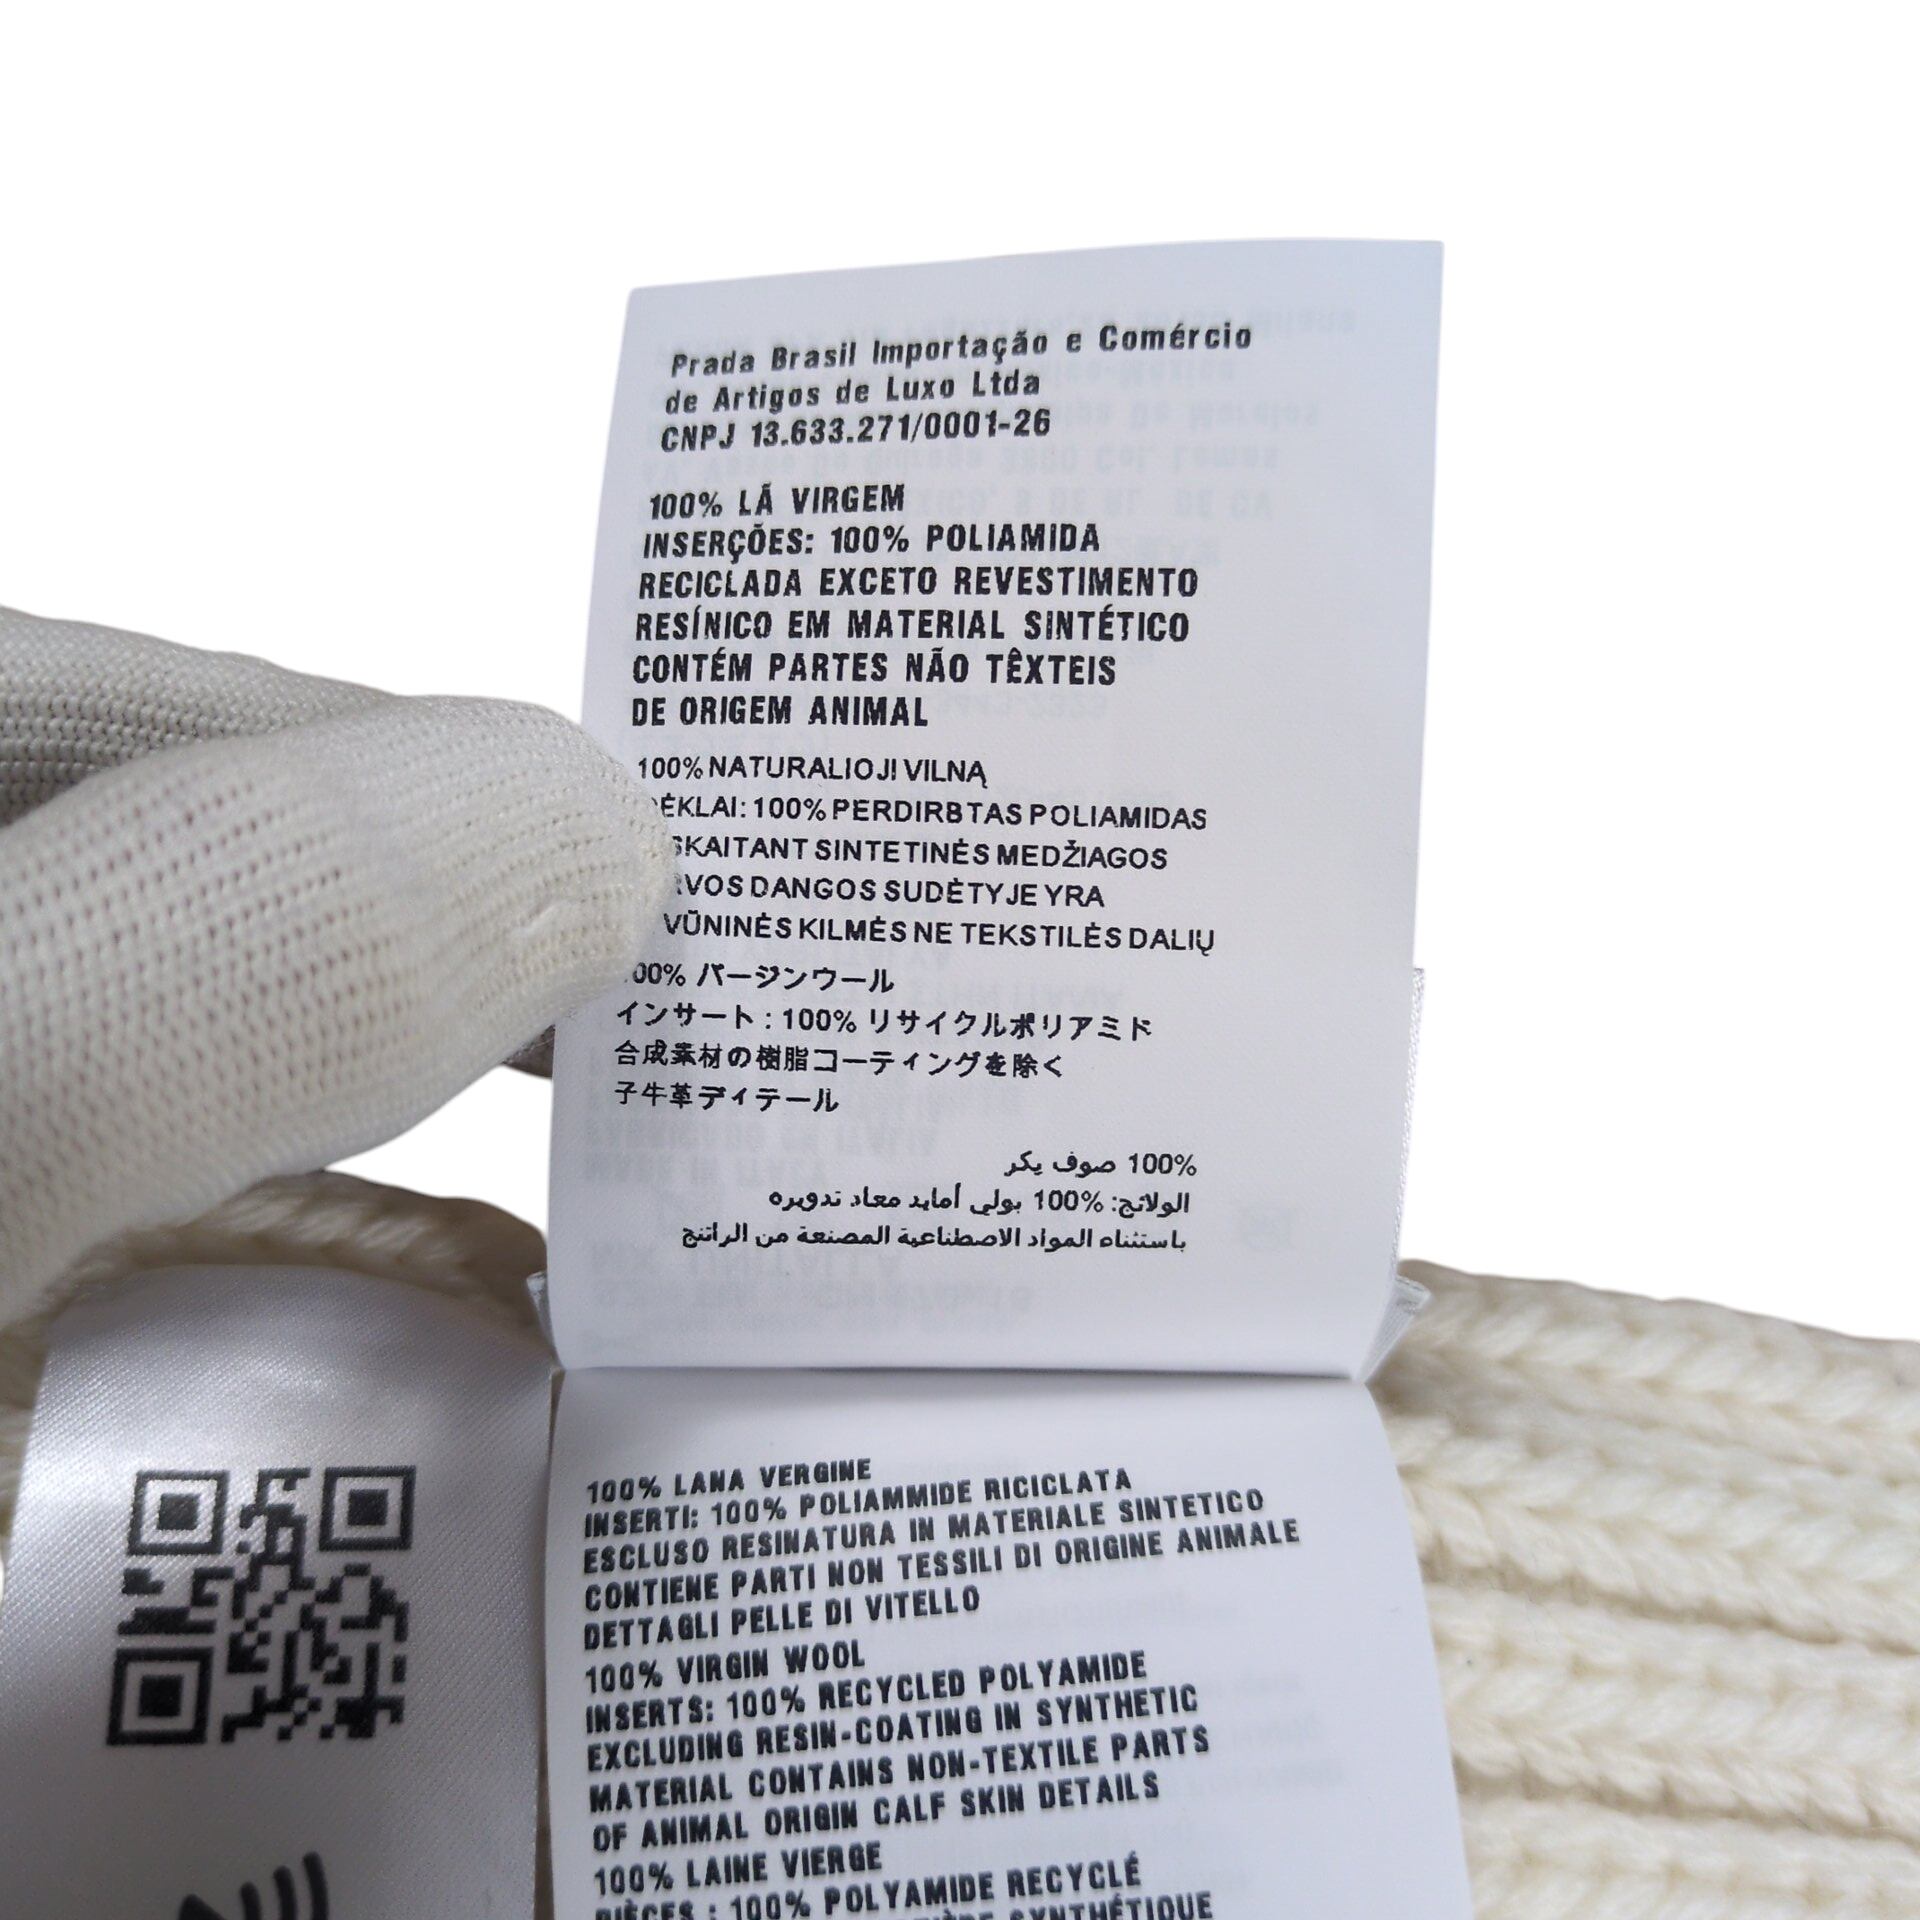 Prada Brasil Importação e Comércio
de Artigos de Luxo Ltda
CNPJ 13.633.271/0001-26
100% LÃ VIRGEM
INSERÇÕES: 100% POLIAMIDA
RECICLADA EXCETO REVESTIMENTO
RESÍNICO EM MATERIAL SINTÉTICO
CONTÉM PARTES NÃO TÊXTEIS
DE ORIGEM ANIMAL
100% NATURALIOJI VILNĄ
ĖKLAI: 100% PERDIRBTAS POLIAMIDAS
SKAITANT SINTETINĖS MEDŽIAGOS
VOS DANGOS SUDĖTYJE YRA
VŪNINĖS KILMĖS NE TEKSTILĖS DALIŲ
00% バージンウール
インサート : 100% リサイクルポリアミド
合成素材の樹脂コーティングを除く
子牛革ディテール
100% صوف يكر
الولائج: %100 بولي أمايد معاد تدويره
باستثناء المواد الاصطناعية المصنعة من الراتنج
100% LANA VERGINE
INSERTI: 100% POLIAMMIDE RICICLATA
ESCLUSO RESINATURA IN MATERIALE SINTETICO
CONTIENE PARTI NON TESSILI DI ORIGINE ANIMALE
DETTAGLI PELLE DI VITELLO
100% VIRGIN WOOL
INSERTS: 100% RECYCLED POLYAMIDE
EXCLUDING RESIN-COATING IN SYNTHETIC
MATERIAL CONTAINS NON-TEXTILE PARTS
OF ANIMAL ORIGIN CALF SKIN DETAILS
100% LAINE VIERGE
PIÈCES : 100% POLYAMIDE RECYCLÉ
SYNTHÉTIQUE